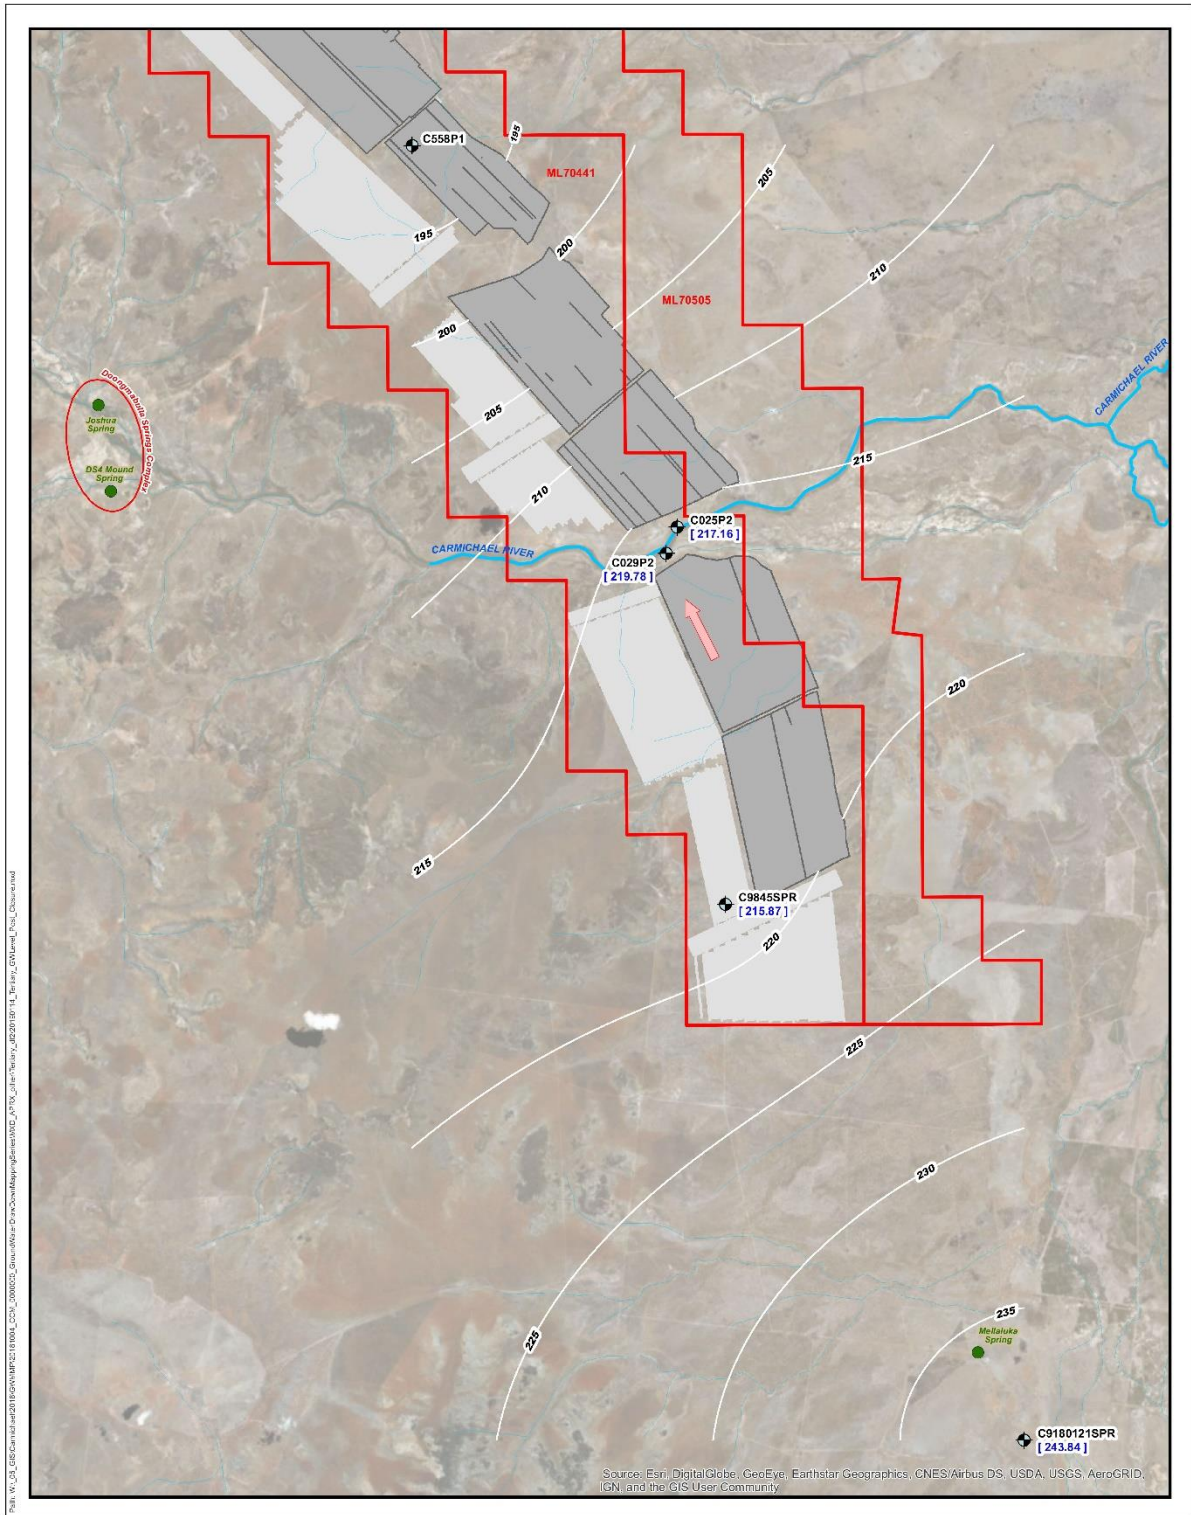 C558P1
195
ML70441
205
195
200
210
ML70505
200
CARMICHAEL RIVER
Doongmabulla Springs Complex
Joshua
Spring
205
215
DS4 Mound
Spring
210
C025P2
[ 217.16 ]
CARMICHAEL RIVER
C029P2
[ 219.78 ]
220
215
C9845SPR
[ 215.87 ]
220
225
230
235
Mellaluka
Spring
225
C9180121SPR
[ 243.84 ]
Source: Esri, DigitalGlobe, GeoEye, Earthstar Geographics, CNES/Airbus DS, USDA, USGS, AeroGRID,
IGN, and the GIS User Community